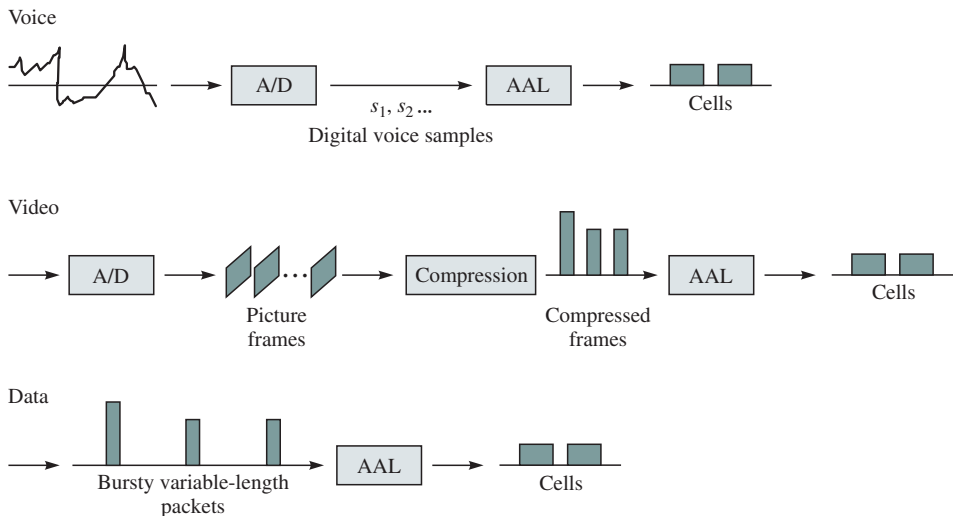 Voice
A/D
AAL
s1, s2 ...
Digital voice samples
Cells
Video
A/D
Picture
frames
Compression
Compressed
frames
AAL
Cells
Data
Bursty variable-length
packets
AAL
Cells